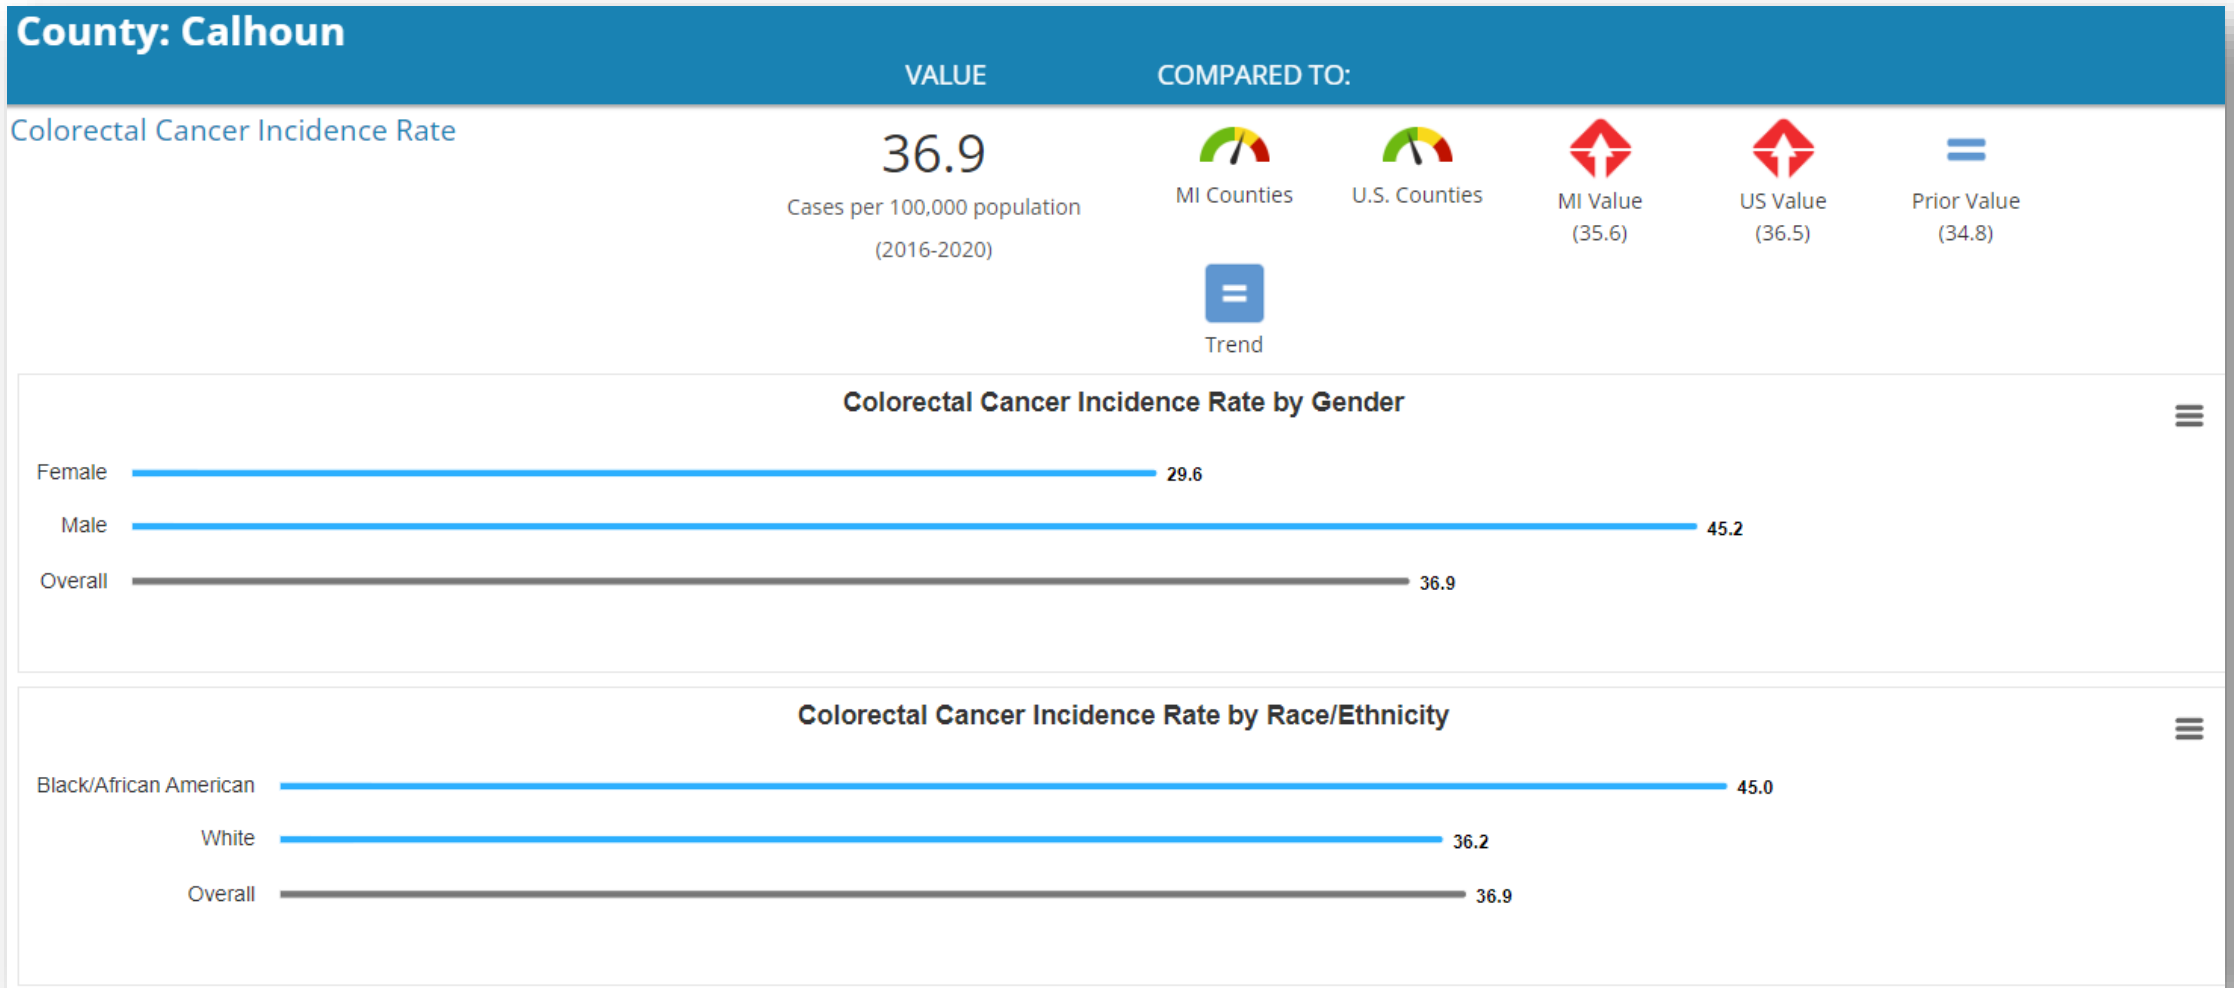 County: Calhoun
VALUE
COMPARED TO:
Colorectal Cancer Incidence Rate
36.9
Cases per 100,000 population
(2016-2020)
MI Counties
U.S. Counties
MI Value
(35.6)
US Value
(36.5)
Prior Value
(34.8)
Trend
Colorectal Cancer Incidence Rate by Gender
Female 29.6
Male 45.2
Overall 36.9
Colorectal Cancer Incidence Rate by Race/Ethnicity
Black/African American 45.0
White 36.2
Overall 36.9